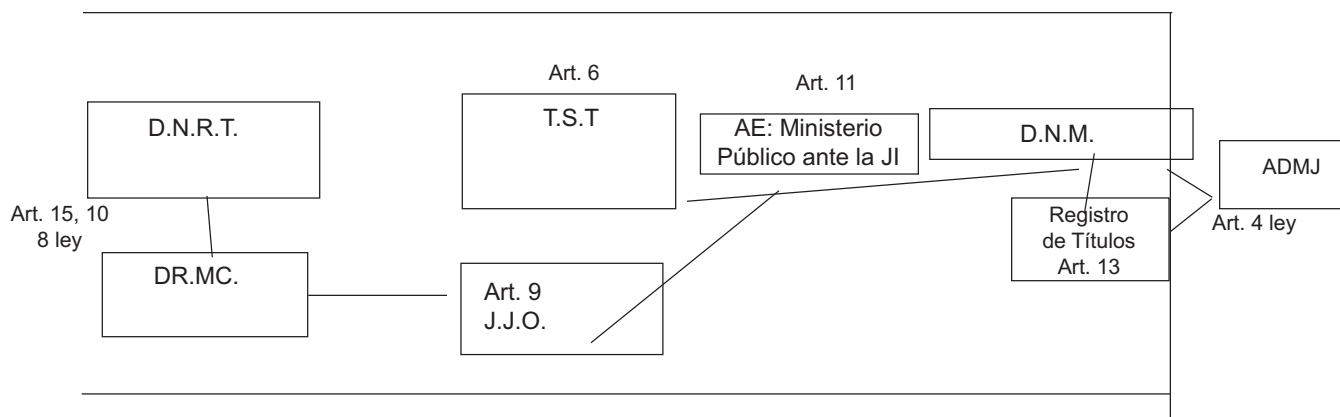 Art. 6
Art. 11
D.N.R.T.
T.S.T
AE: Ministerio
Público ante la JI
D.N.M.
ADMJ
Art. 15, 10
8 ley
Registro
de Títulos
Art. 13
Art. 4 ley
DR.MC.
Art. 9
J.J.O.